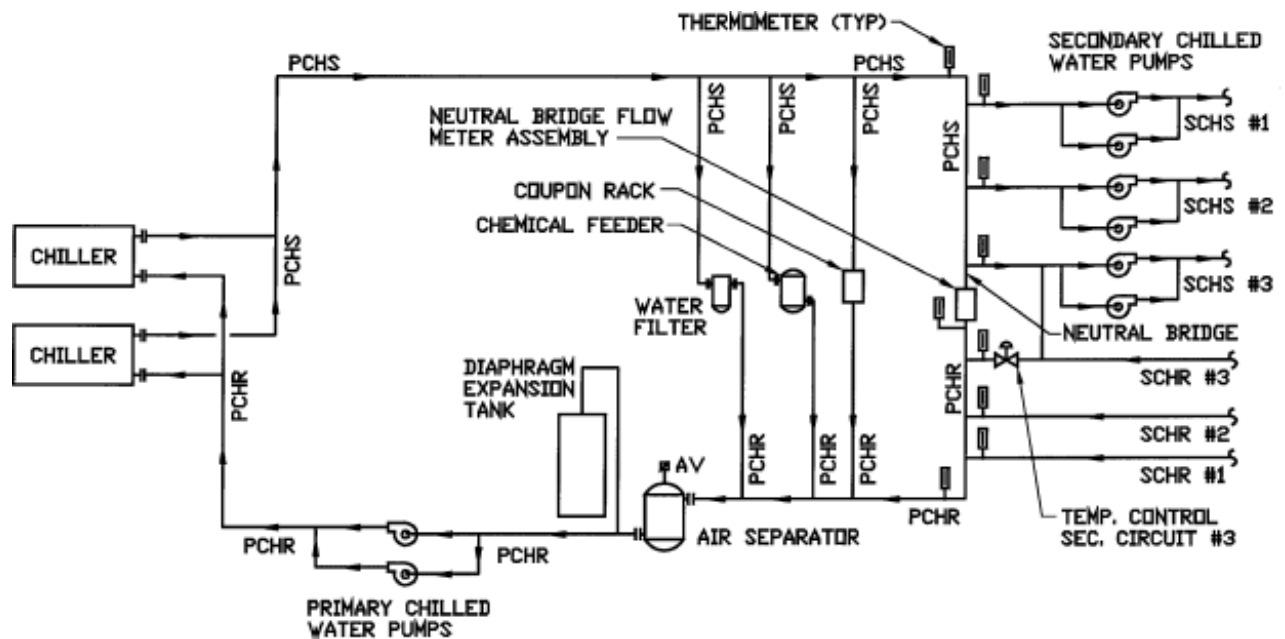 THERMOMETER (TYP)
SECONDARY CHILLED
WATER PUMPS
PCHS
PCHS
PCHS
PCHS
PCHS
PCHS
NEUTRAL BRIDGE FLOW
METER ASSEMBLY
PCHS
SCHS #1
COUPON RACK
SCHS #2
CHEMICAL FEEDER
CHILLER
PCHS
SCHS #3
WATER
FILTER
NEUTRAL BRIDGE
CHILLER
DIAPHRAGM
EXPANSION
TANK
PCHR
PCHR
SCHR #3
SCHR #2
PCHR
PCHR
PCHR
AV
SCHR #1
PCHR
AIR SEPARATOR
TEMP. CONTROL
SEC. CIRCUIT #3
PCHR
PCHR
PRIMARY CHILLED
WATER PUMPS